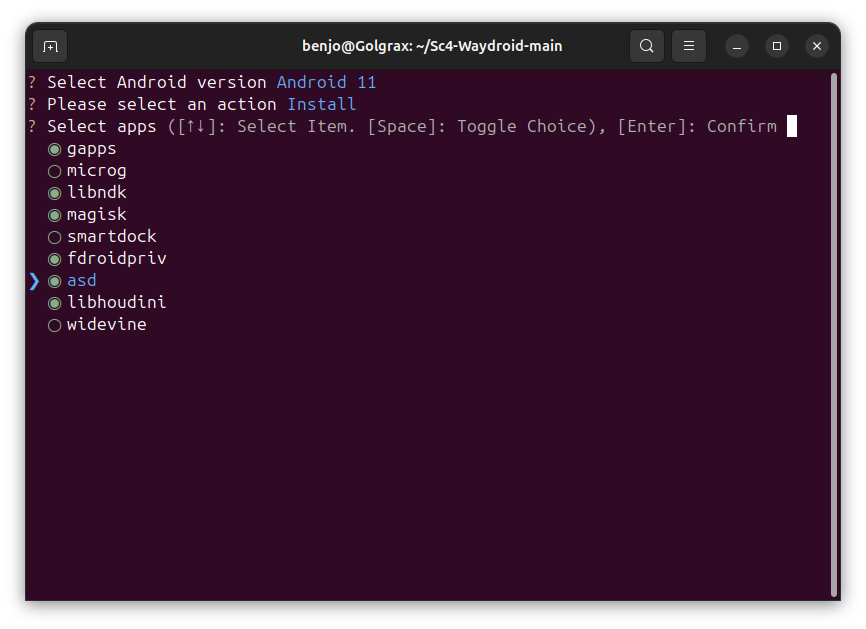 benjo@Golgrax: ~/Sc4-Waydroid-main
? Select Android version Android 11
? Please select an action Install
? Select apps ([↑↓]: Select Item. [Space]: Toggle Choice), [Enter]: Confirm
◉ gapps
○ microg
◉ libndk
◉ magisk
○ smartdock
◉ fdroidpriv
❯ ◉ asd
◉ libhoudini
○ widevine